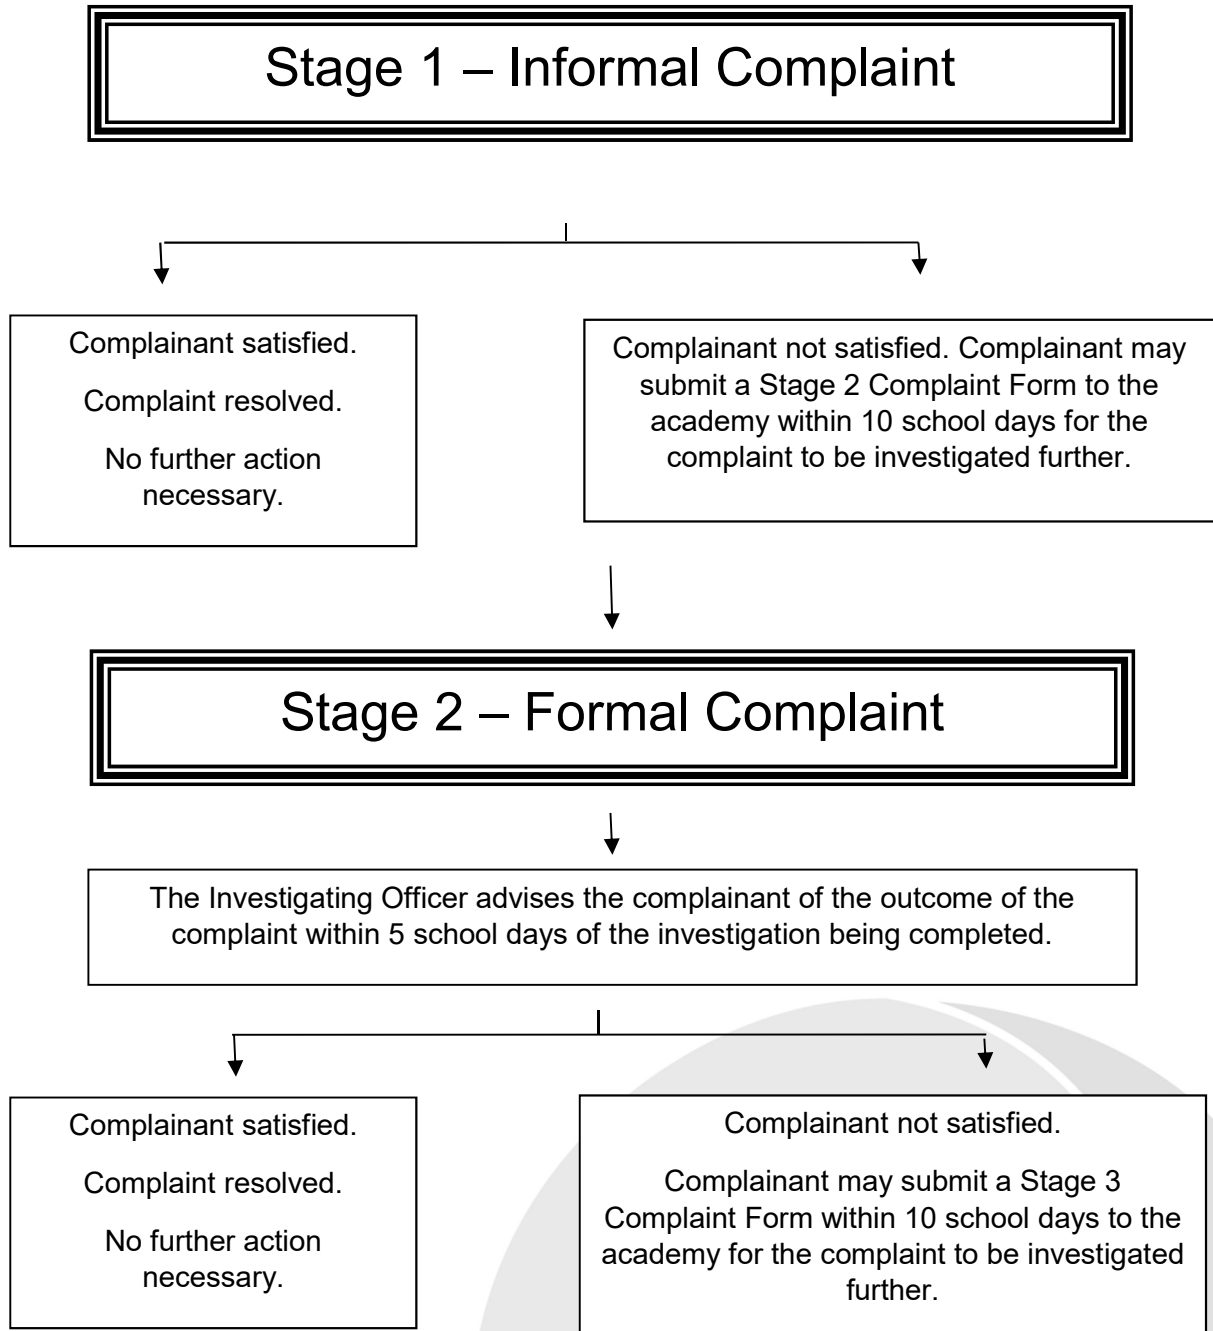 Stage 1 – Informal Complaint
Complainant satisfied.
Complaint resolved.
No further action
necessary.
Complainant not satisfied. Complainant may
submit a Stage 2 Complaint Form to the
academy within 10 school days for the
complaint to be investigated further.
Stage 2 – Formal Complaint
The Investigating Officer advises the complainant of the outcome of the
complaint within 5 school days of the investigation being completed.
Complainant satisfied.
Complaint resolved.
No further action
necessary.
Complainant not satisfied.
Complainant may submit a Stage 3
Complaint Form within 10 school days to the
academy for the complaint to be investigated
further.